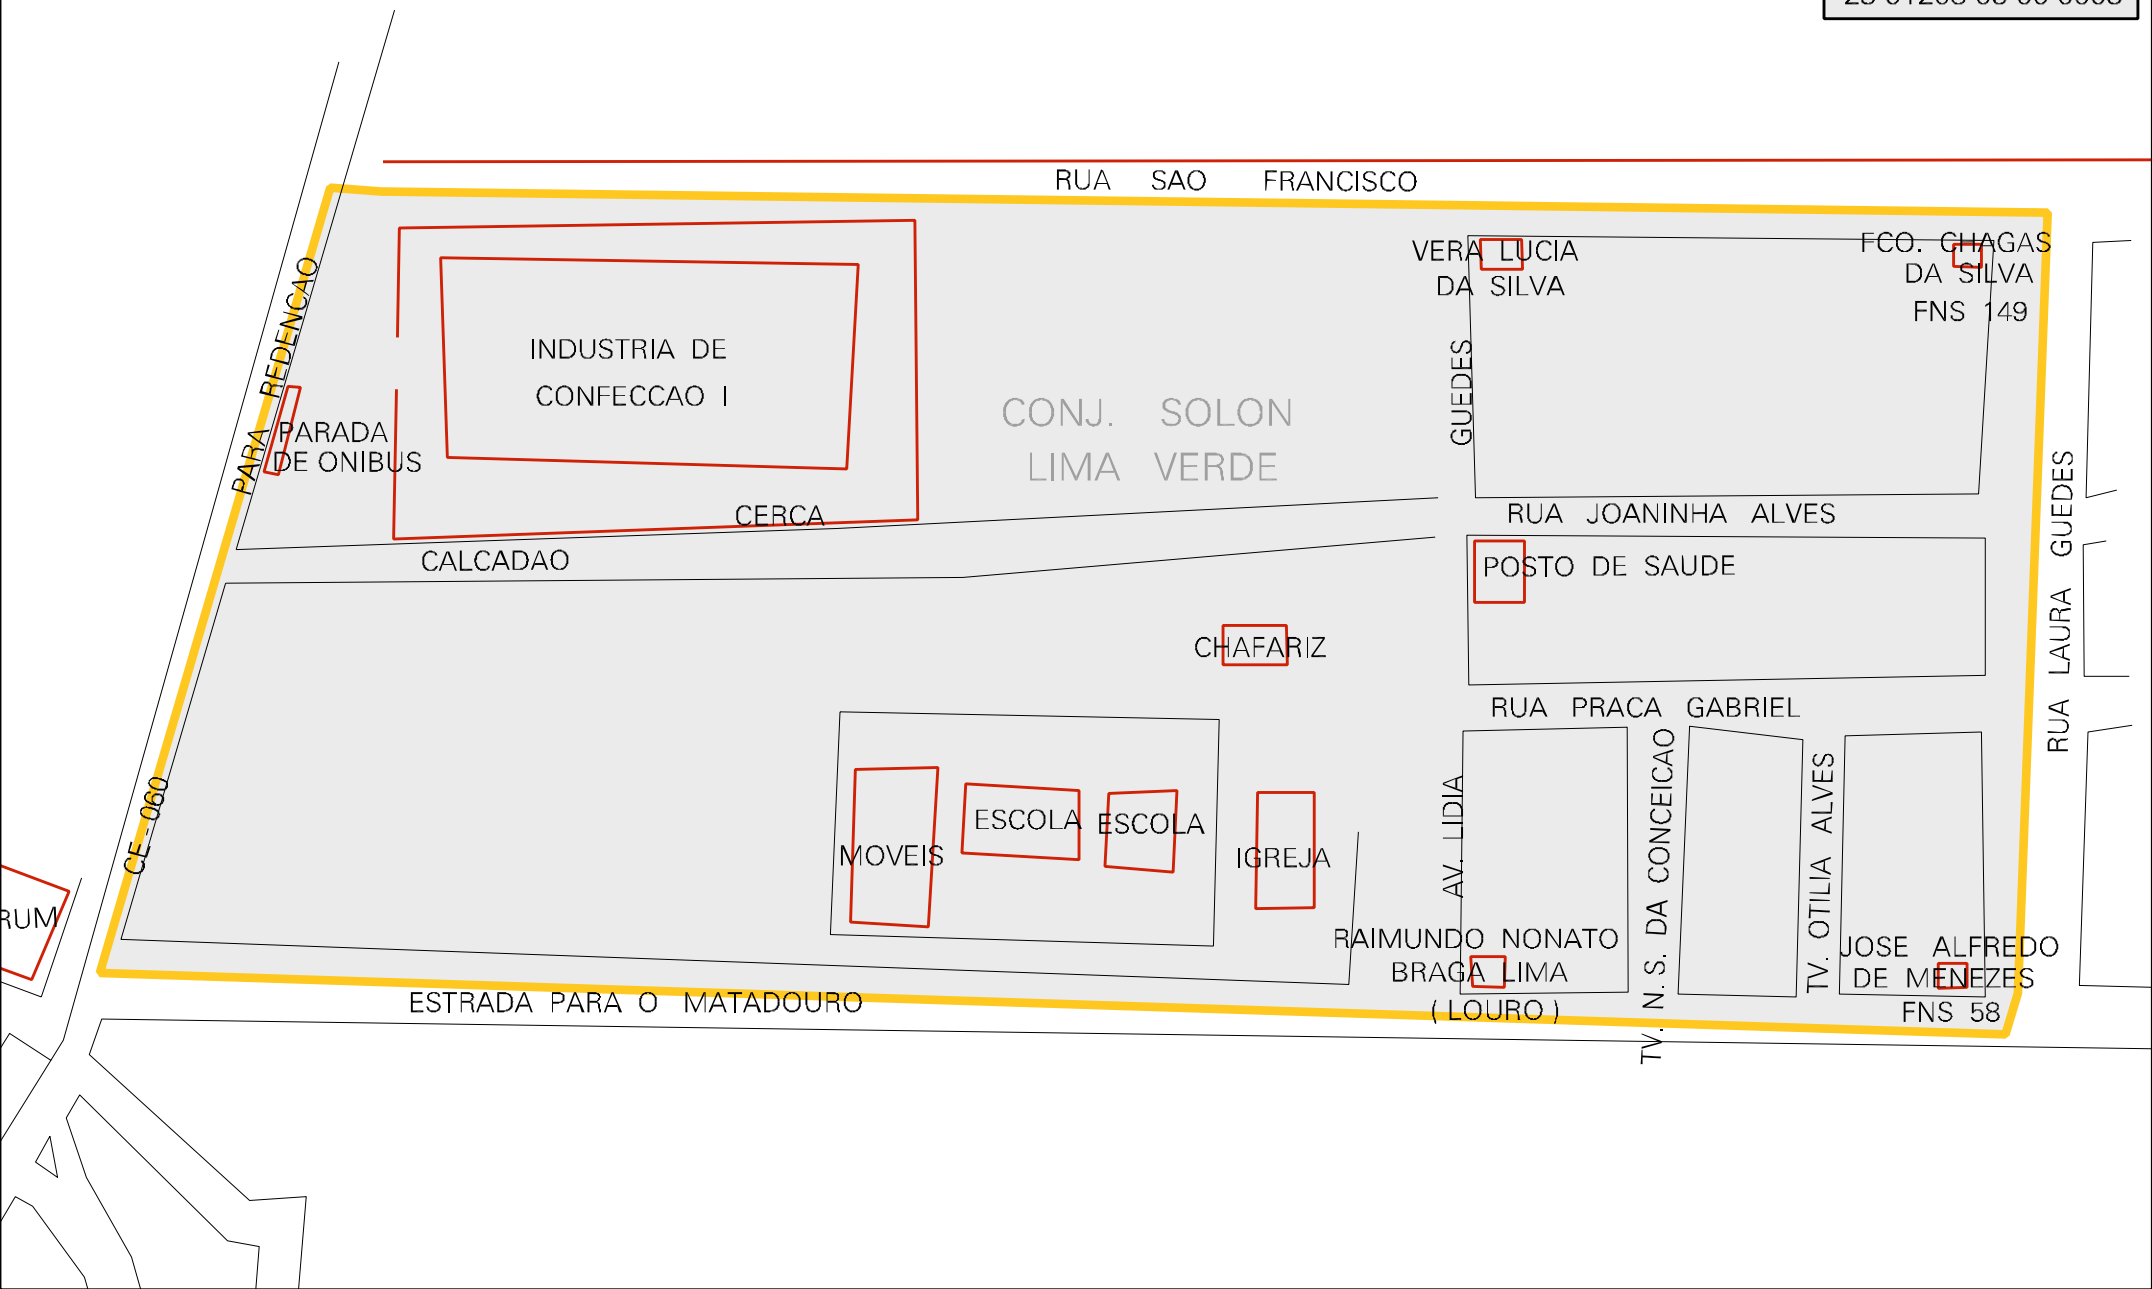 RUA SAO FRANCISCO
VERA LUCIA
DA SILVA
FCO. CHAGAS
DA SILVA
FNS 149
PARA REDENCAO
INDUSTRIA DE
CONFECCAO I
PARADA
DE ONIBUS
CONJ. SOLON
LIMA VERDE
GUEDES
CERCA
CALCADAO
RUA JOANINHA ALVES
POSTO DE SAUDE
RUA LAURA GUEDES
CHAFARIZ
RUA PRACA GABRIEL
CE - 060
MOVEIS
ESCOLA
ESCOLA
IGREJA
AV. LIDIA
TV. N. S. DA CONCEICAO
TV. OTILIA ALVES
RUM
RAIMUNDO NONATO
BRAGA LIMA
( LOURO )
JOSE ALFREDO
DE MENEZES
FNS 58
ESTRADA PARA O MATADOURO